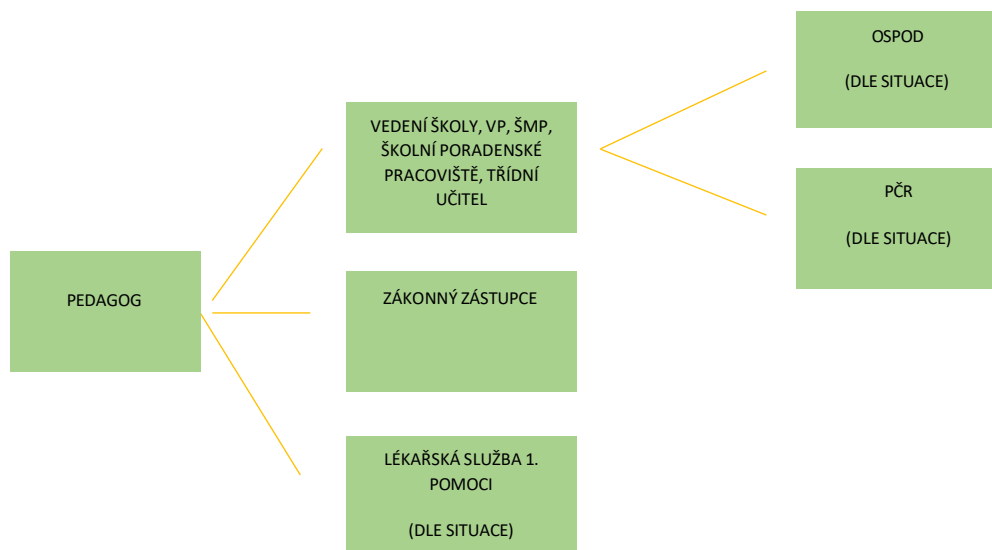 PEDAGOG
VEDENÍ ŠKOLY, VP, ŠMP,
ŠKOLNÍ PORADENSKÉ
PRACOVIŠTĚ, TŘÍDNÍ
UČITEL
ZÁKONNÝ ZÁSTUPCE
LÉKAŘSKÁ SLUŽBA 1.
POMOCI
(DLE SITUACE)
OSPOD
(DLE SITUACE)
PČR
(DLE SITUACE)